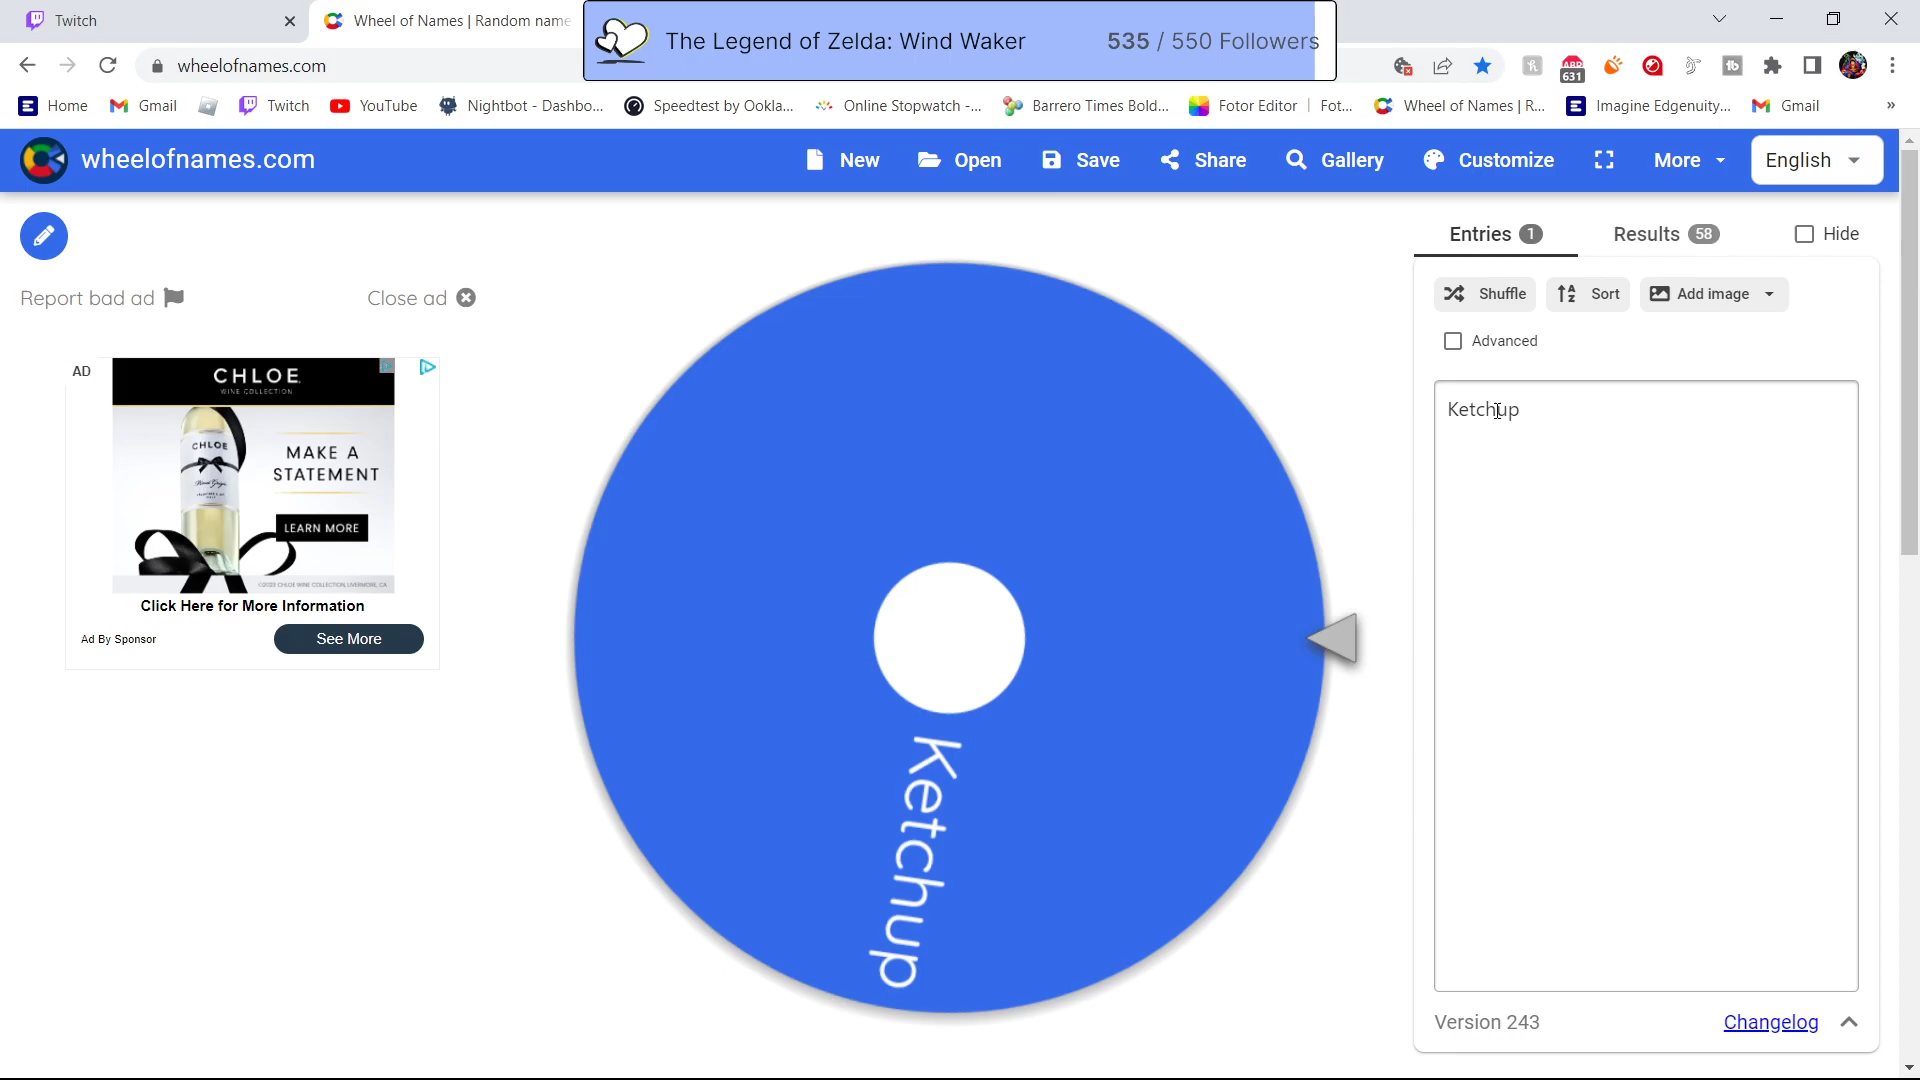 Twitch
Wheel of Names | Random name
The Legend of Zelda: Wind Waker 535 / 550 Followers
wheelofnames.com
631
Home Gmail Twitch YouTube Nightbot - Dashbo... Speedtest by Ookla... Online Stopwatch -... Barrero Times Bold... Fotor Editor | Fot... Wheel of Names | R... Imagine Edgenuity... Gmail »
wheelofnames.com New Open Save Share Gallery Customize More English
Entries 1 Results 58 Hide
Report bad ad Close ad
Shuffle Sort Add image
Advanced
AD
CHLOE
WINE COLLECTION
CHLOE
MAKE A
STATEMENT
LEARN MORE
Click Here for More Information
Ad By Sponsor See More
Ketchup
Ketchup
Version 243 Changelog